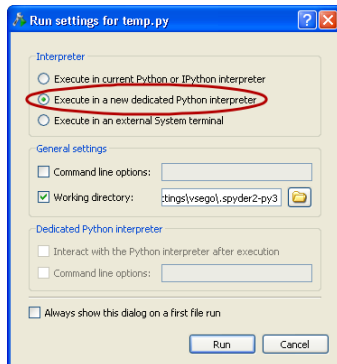 Run settings for temp.py
Interpreter
Execute in current Python or IPython interpreter
Execute in a new dedicated Python interpreter
Execute in an external System terminal
General settings
Command line options:
Working directory: :tings\vsego\.spyder2-py3
Dedicated Python interpreter
Interact with the Python interpreter after execution
Command line options:
Always show this dialog on a first file run
Run Cancel